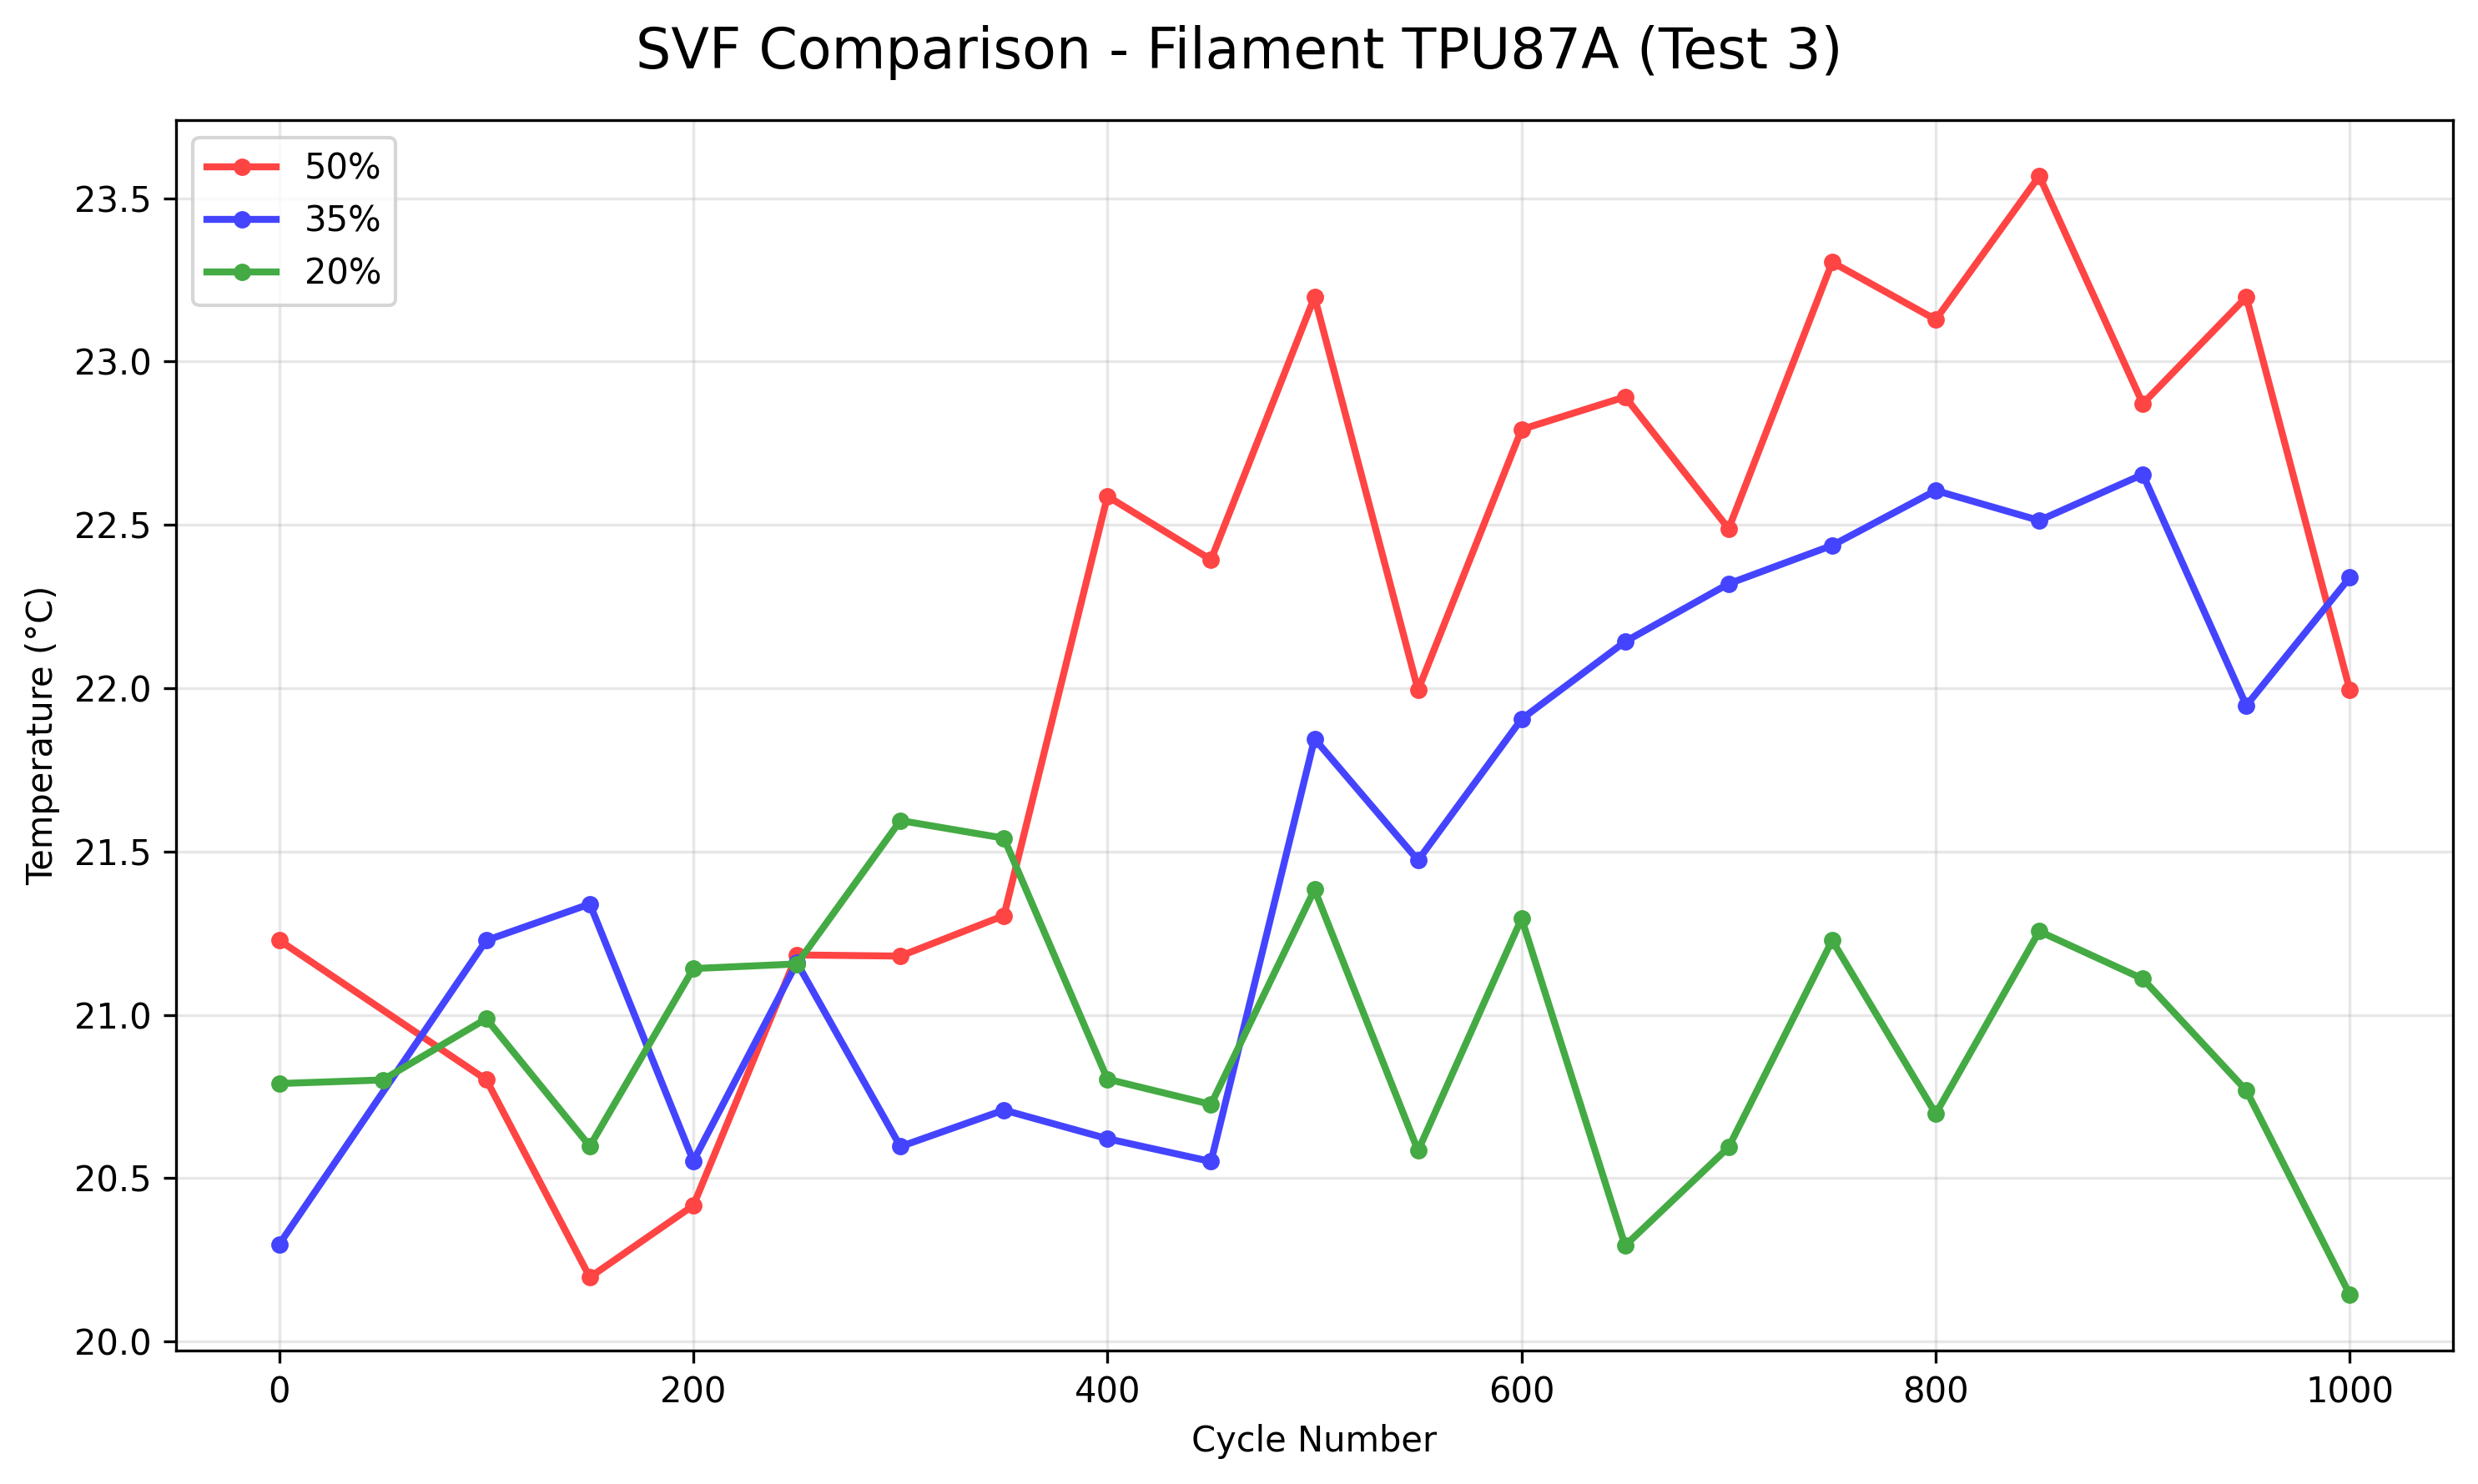 SVF Comparison - Filament TPU87A (Test 3)
50%
35%
20%
23.5
23.0
22.5
22.0
21.5
21.0
20.5
20.0
Temperature (°C)
0 200 400 600 800 1000
Cycle Number